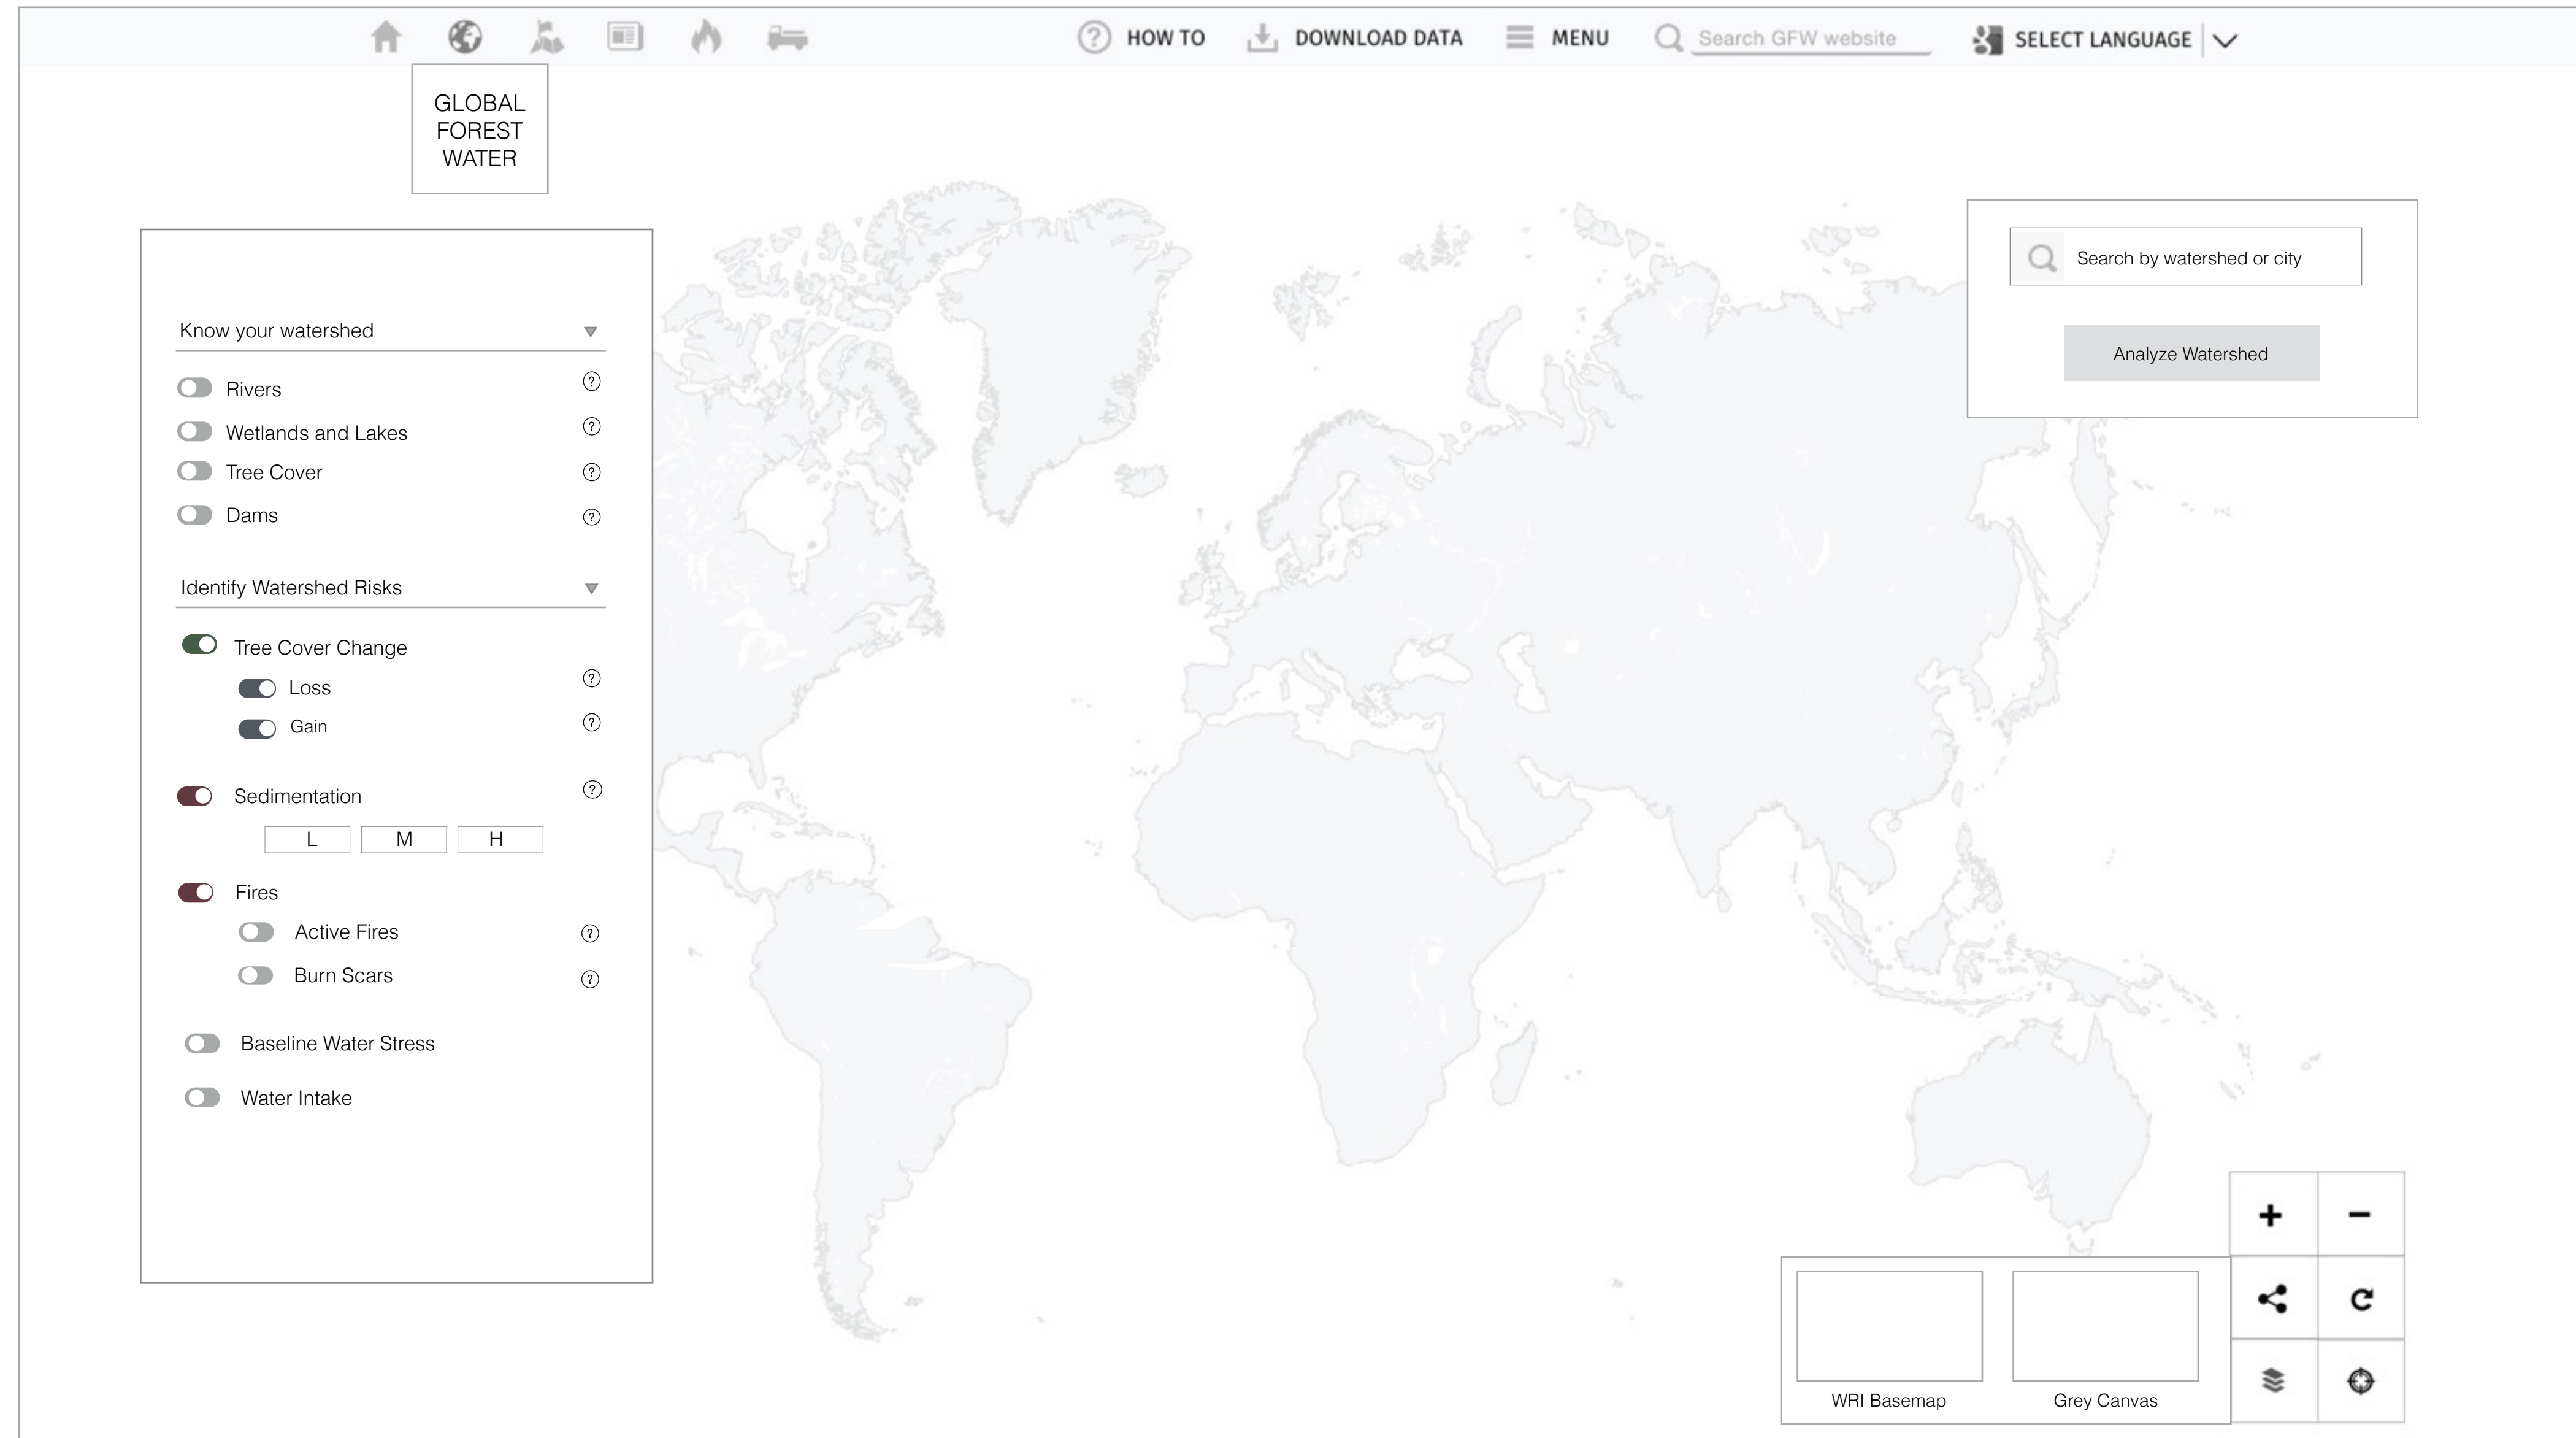 HOW TO
DOWNLOAD DATA
MENU
Search GFW website
SELECT LANGUAGE
GLOBAL
FOREST
WATER
Search by watershed or city
Analyze Watershed
Know your watershed
Rivers
?
Wetlands and Lakes
?
Tree Cover
?
Dams
?
Identify Watershed Risks
Tree Cover Change
Loss
?
Gain
?
Sedimentation
?
L M H
Fires
Active Fires
?
Burn Scars
?
Baseline Water Stress
Water Intake
WRI Basemap
Grey Canvas